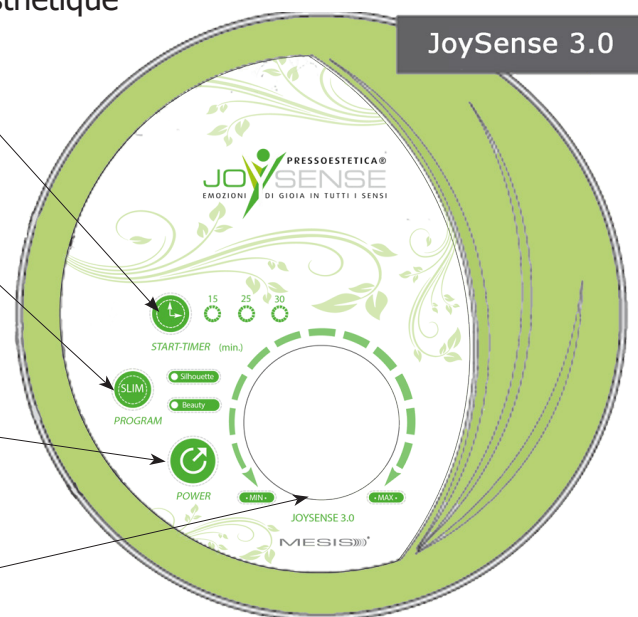 JoySense 3.0
PRESSOESTETICA®
JOYSENSE
EMOZIONI DI GIOIA IN TUTTI I SENSI
15 25 30
START-TIMER (min.)
SLIM
Silhouette
Beauty
PROGRAM
POWER
• MIN •
• MAX •
JOYSENSE 3.0
MESIS